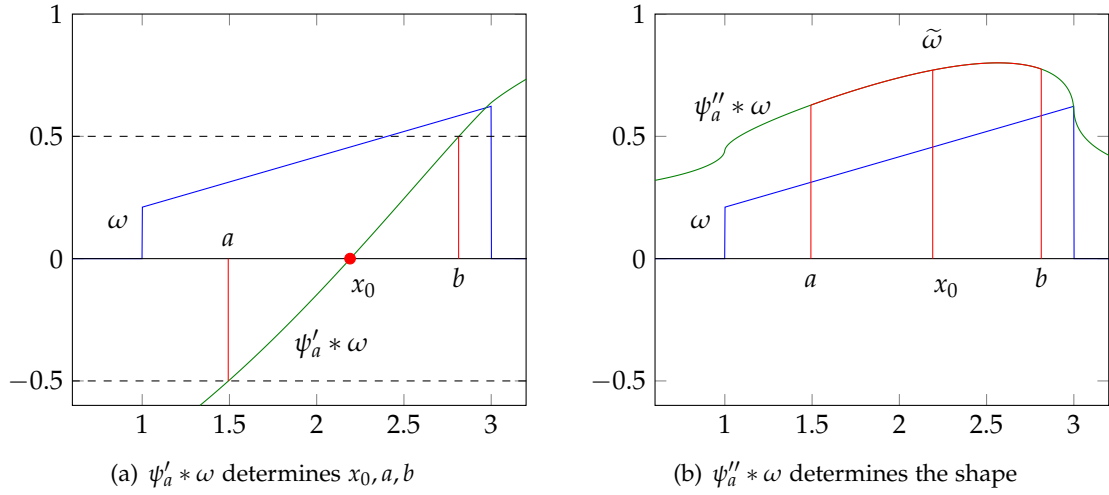 1
0.5
0
−0.5
1 1.5 2 2.5 3
ω
a
x₀
b
ψ′ₐ * ω
(a) ψ′ₐ * ω determines x₀, a, b
1
0.5
0
−0.5
1 1.5 2 2.5 3
ω̃
ψ″ₐ * ω
ω
a
x₀
b
(b) ψ″ₐ * ω determines the shape